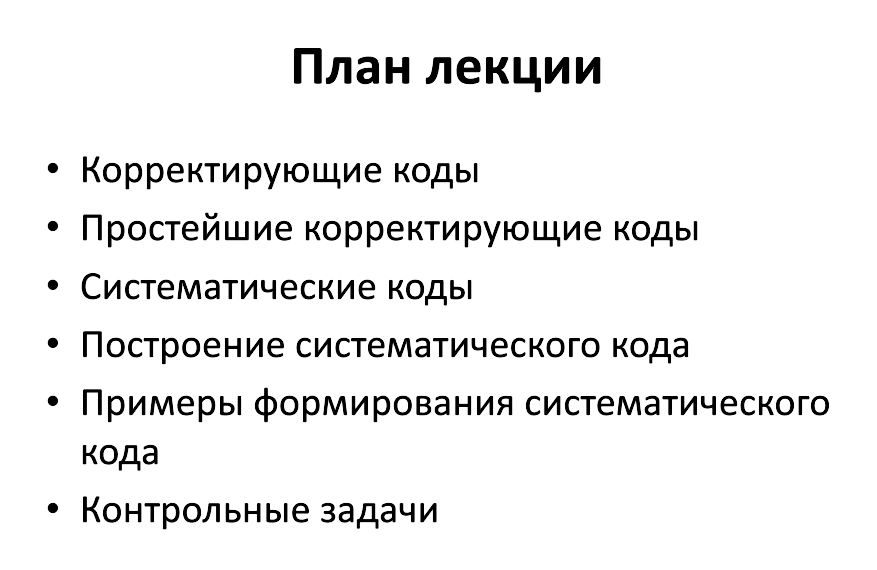 План лекции
• Корректирующие коды
• Простейшие корректирующие коды
• Систематические коды
• Построение систематического кода
• Примеры формирования систематического
кода
• Контрольные задачи